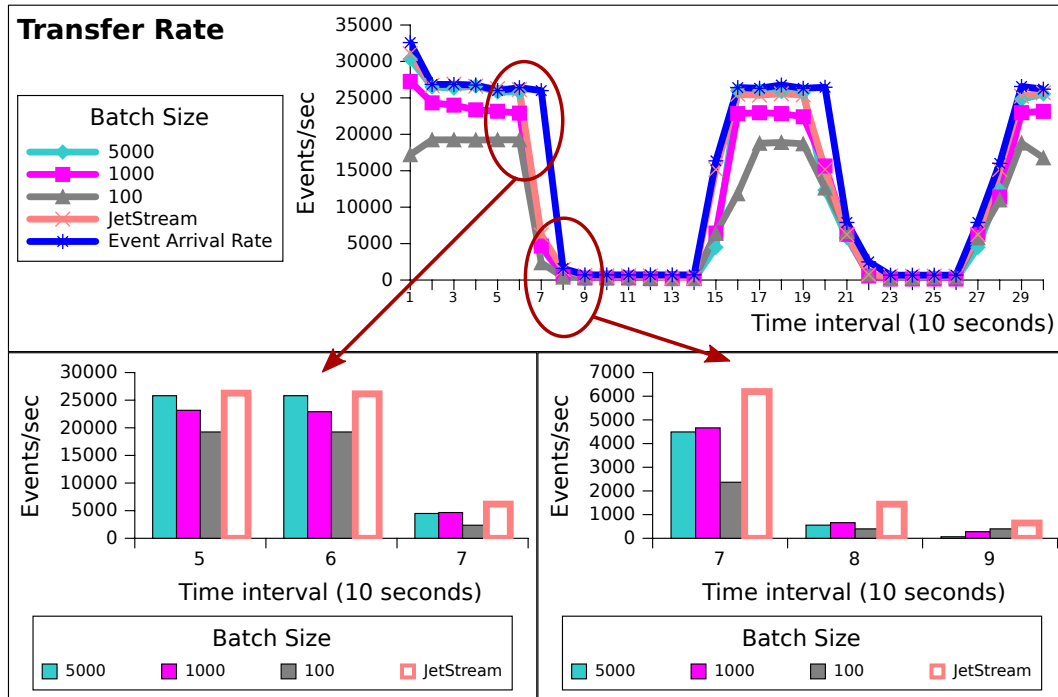 Transfer Rate
Batch Size
5000
1000
100
JetStream
Event Arrival Rate
Events/sec
35000
30000
25000
20000
15000
10000
5000
0
1 3 5 7 9 11 13 15 17 19 21 23 25 27 29
Time interval (10 seconds)
Events/sec
30000
25000
20000
15000
10000
5000
0
5 6 7
Time interval (10 seconds)
Batch Size
5000 1000 100 JetStream
Events/sec
7000
6000
5000
4000
3000
2000
1000
0
7 8 9
Time interval (10 seconds)
Batch Size
5000 1000 100 JetStream